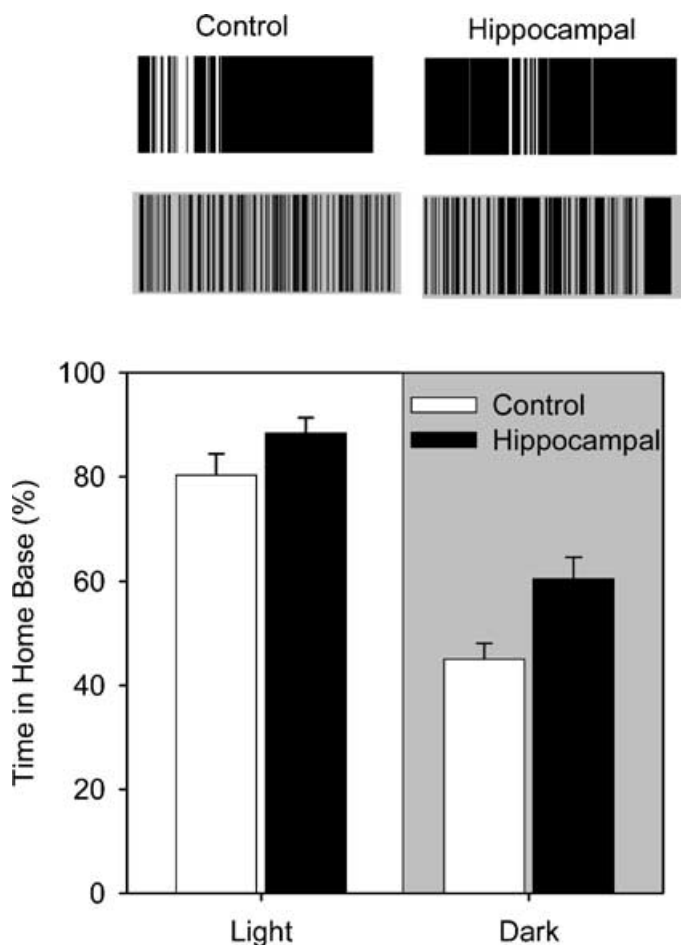 Control Hippocampal
100
80
60
40
20
0
Time in Home Base (%)
Control
Hippocampal
Light Dark